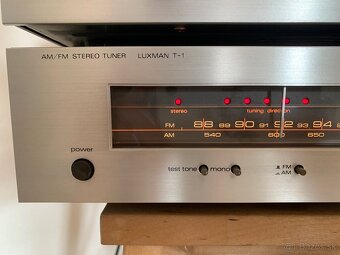 AM/FM STEREO TUNER LUXMAN T-1
stereo tuning direction
FM 88 89 90 91 92 93 94
AM 540 600 650
power
test tone mono FM
AM